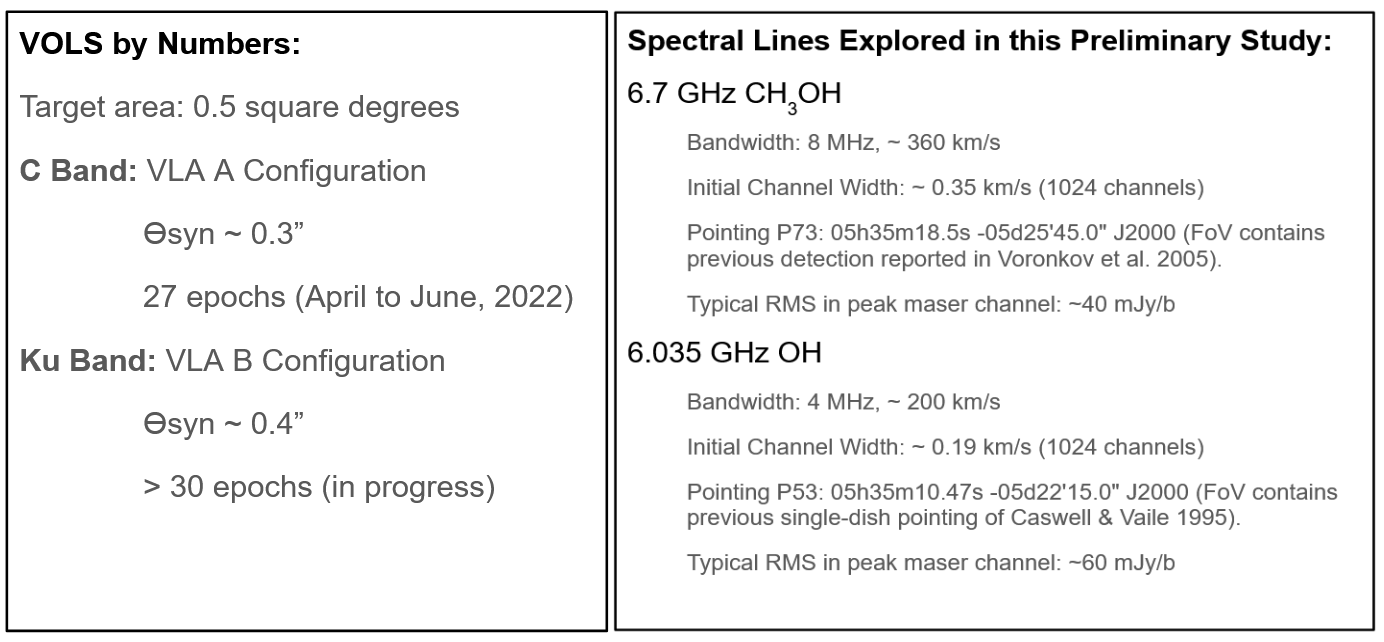 VOLS by Numbers:
Target area: 0.5 square degrees
C Band: VLA A Configuration
Ɵsyn ~ 0.3”
27 epochs (April to June, 2022)
Ku Band: VLA B Configuration
Ɵsyn ~ 0.4”
> 30 epochs (in progress)
Spectral Lines Explored in this Preliminary Study:
6.7 GHz CH₃OH
Bandwidth: 8 MHz, ~ 360 km/s
Initial Channel Width: ~ 0.35 km/s (1024 channels)
Pointing P73: 05h35m18.5s -05d25'45.0" J2000 (FoV contains
previous detection reported in Voronkov et al. 2005).
Typical RMS in peak maser channel: ~40 mJy/b
6.035 GHz OH
Bandwidth: 4 MHz, ~ 200 km/s
Initial Channel Width: ~ 0.19 km/s (1024 channels)
Pointing P53: 05h35m10.47s -05d22'15.0" J2000 (FoV contains
previous single-dish pointing of Caswell & Vaile 1995).
Typical RMS in peak maser channel: ~60 mJy/b